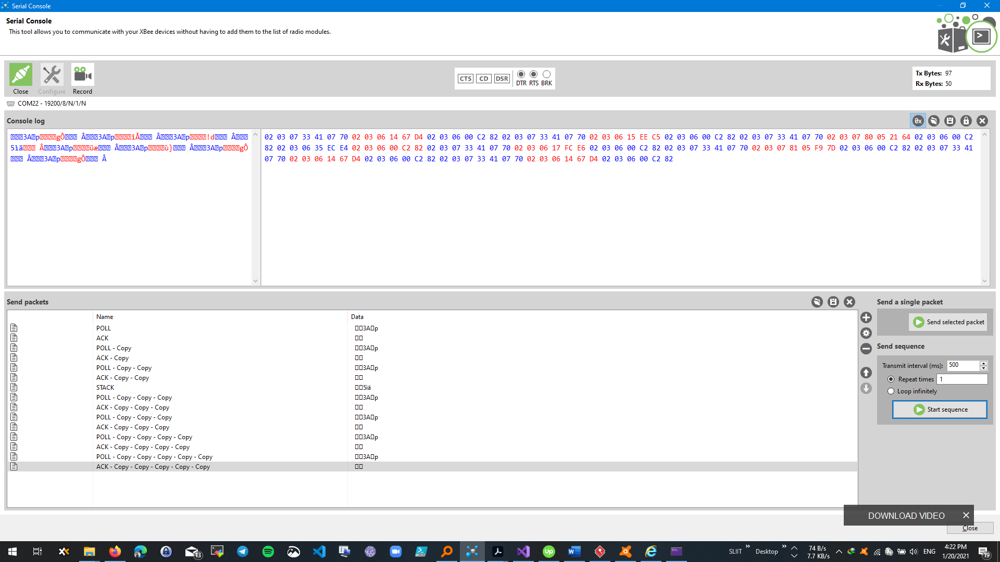 Serial Console
Serial Console
This tool allows you to communicate with your XBee devices without having to add them to the list of radio modules.
Close
Configure
Record
CTS CD DSR
DTR RTS BRK
Tx Bytes: 97
Rx Bytes: 50
COM22 - 19200/8/N/1/N
Console log
0x
02 03 07 33 41 07 70 02 03 06 14 67 D4 02 03 06 00 C2 82 02 03 07 33 41 07 70 02 03 06 15 EE C5 02 03 06 00 C2 82 02 03 07 33 41 07 70 02 03 07 80 05 21 64 02 03 06 00 C2
82 02 03 06 35 EC E4 02 03 06 00 C2 82 02 03 07 33 41 07 70 02 03 06 17 FC E6 02 03 06 00 C2 82 02 03 07 33 41 07 70 02 03 07 81 05 F9 7D 02 03 06 00 C2 82 02 03 07 33 41
07 70 02 03 06 14 67 D4 02 03 06 00 C2 82 02 03 07 33 41 07 70 02 03 06 14 67 D4 02 03 06 00 C2 82
Send packets
Name Data
POLL 3A p
ACK
POLL - Copy 3A p
ACK - Copy
POLL - Copy - Copy 3A p
ACK - Copy - Copy
STACK 5ìä
POLL - Copy - Copy - Copy 3A p
ACK - Copy - Copy - Copy
POLL - Copy - Copy - Copy 3A p
ACK - Copy - Copy - Copy
POLL - Copy - Copy - Copy - Copy 3A p
ACK - Copy - Copy - Copy - Copy
POLL - Copy - Copy - Copy - Copy - Copy 3A p
ACK - Copy - Copy - Copy - Copy - Copy
Send a single packet
Send selected packet
Send sequence
Transmit interval (ms): 500
Repeat times 1
Loop infinitely
Start sequence
DOWNLOAD VIDEO
Close
13
Up
SLIIT
Desktop
74 B/s
7.7 KB/s
ENG
4:22 PM
1/20/2021
19